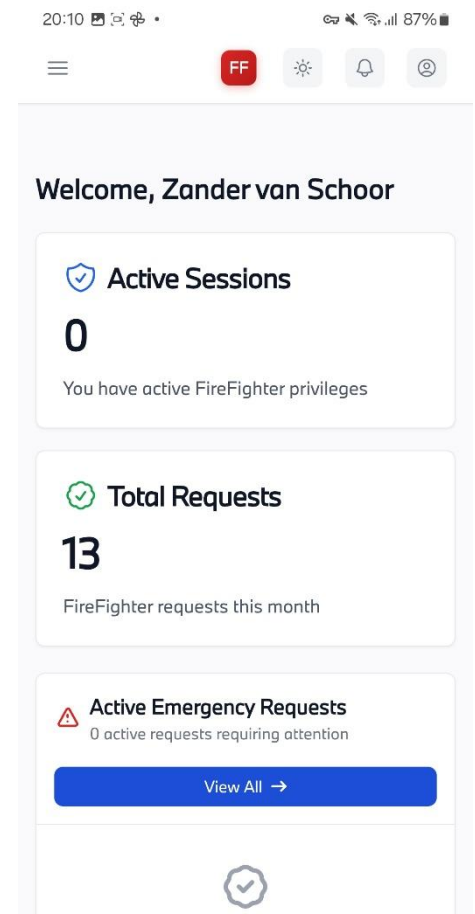 20:10
87%
FF
Welcome, Zander van Schoor
Active Sessions
0
You have active FireFighter privileges
Total Requests
13
FireFighter requests this month
Active Emergency Requests
0 active requests requiring attention
View All →